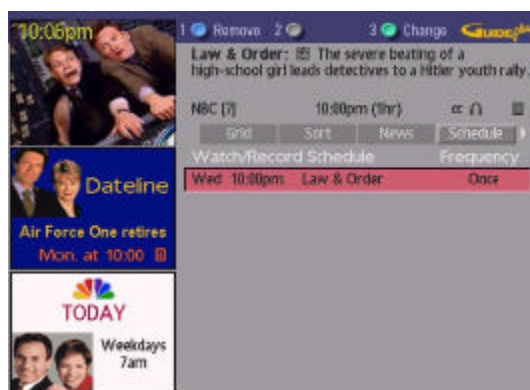 10:06pm
1 Remove 2 3 Change GUIDE plus
Law & Order: The severe beating of a
high-school girl leads detectives to a Hitler youth rally.
NBC [7] 10:00pm (1hr) cc
Grid Sort News Schedule
Watch/Record Schedule Frequency
Wed 10:00pm Law & Order Once
Dateline
Air Force One retires
Mon. at 10:00
TODAY
Weekdays
7am